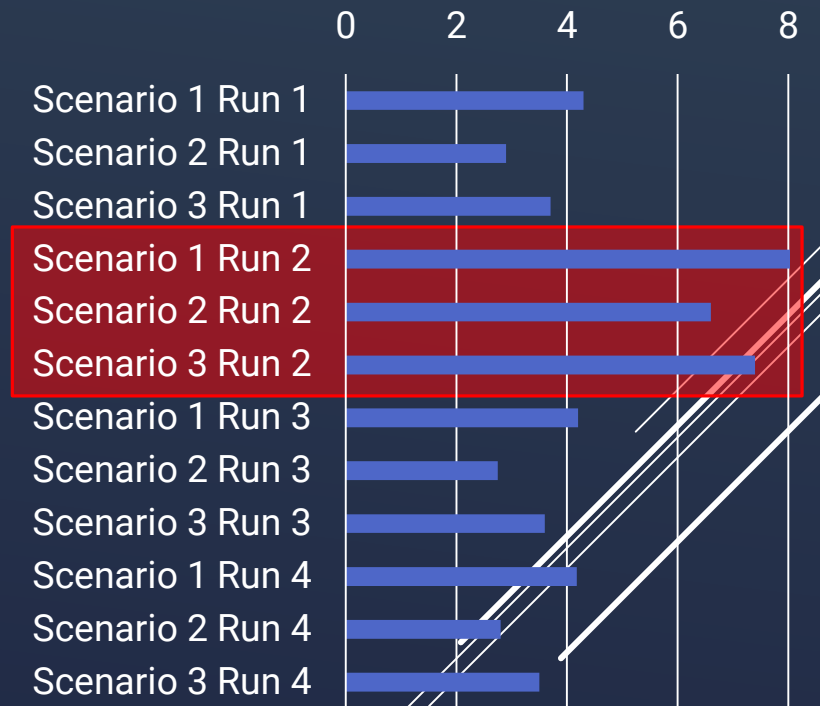 0 2 4 6 8
Scenario 1 Run 1
Scenario 2 Run 1
Scenario 3 Run 1
Scenario 1 Run 2
Scenario 2 Run 2
Scenario 3 Run 2
Scenario 1 Run 3
Scenario 2 Run 3
Scenario 3 Run 3
Scenario 1 Run 4
Scenario 2 Run 4
Scenario 3 Run 4